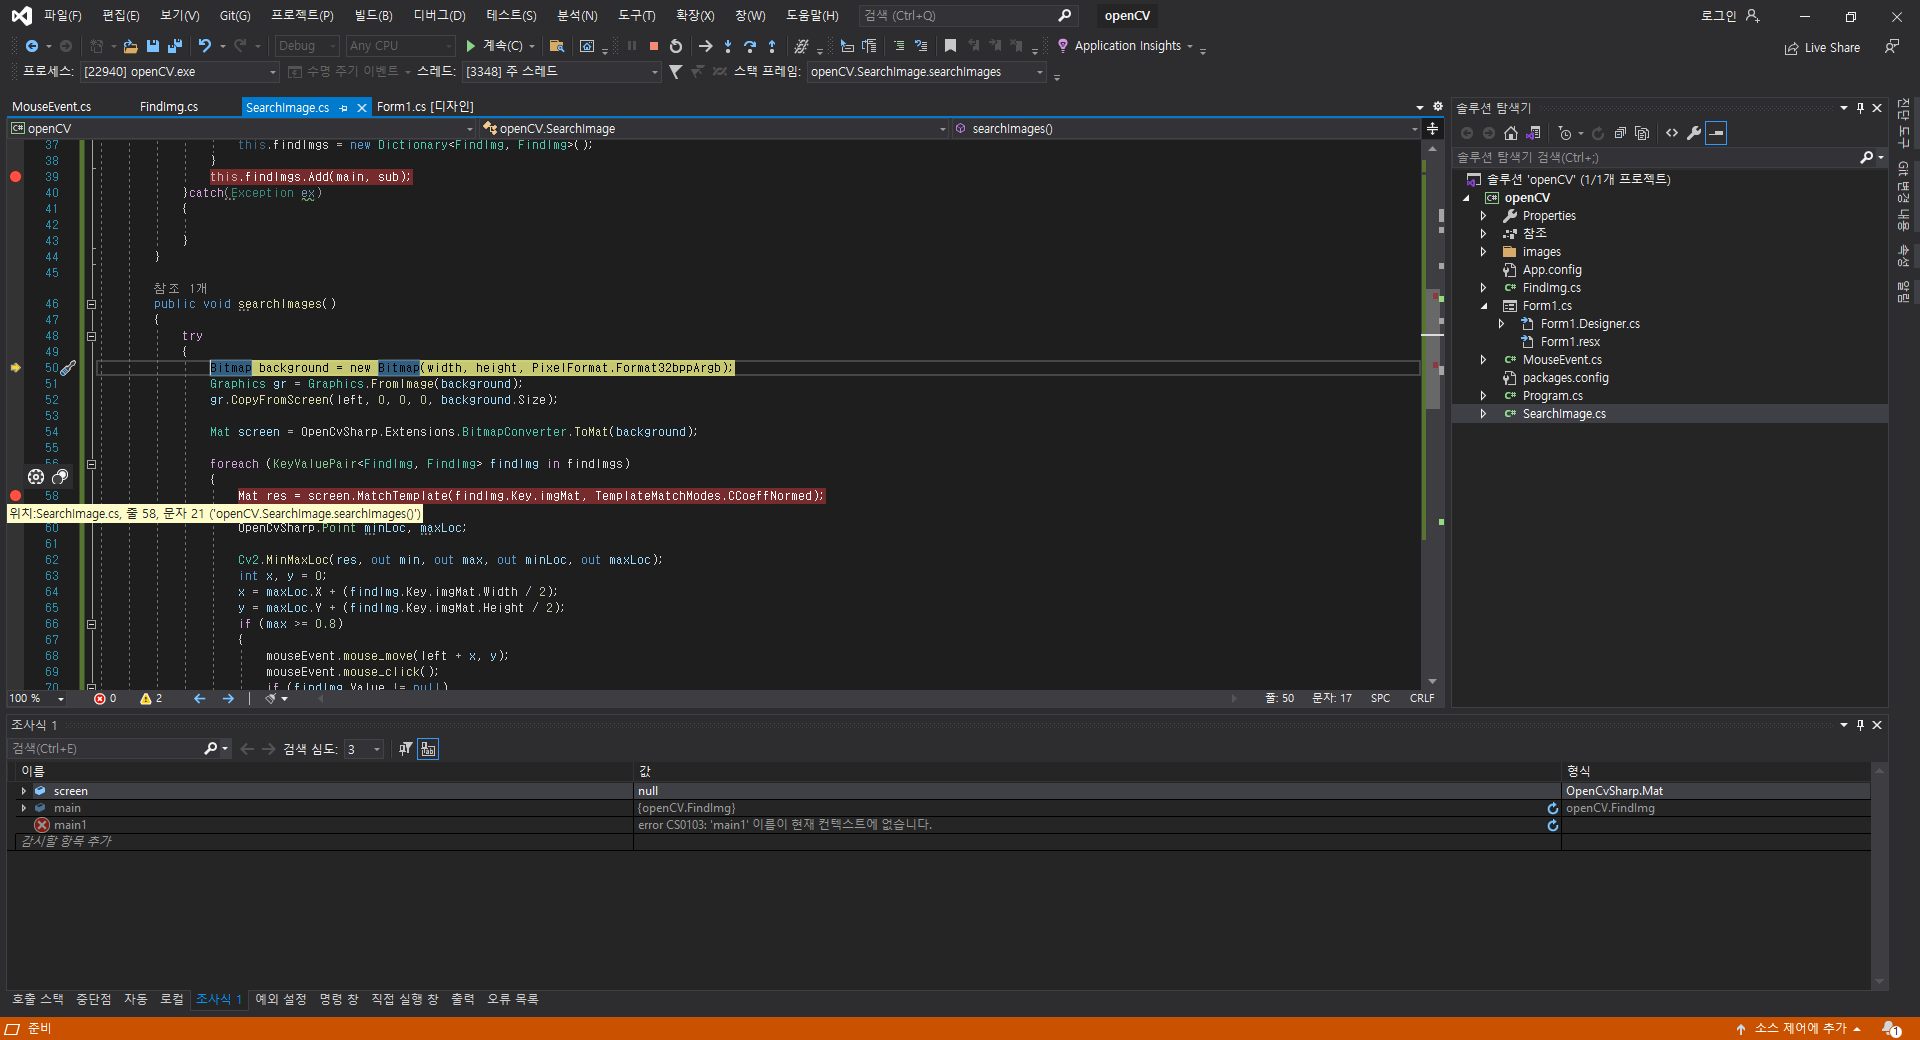 파일(F) 편집(E) 보기(V) Git(G) 프로젝트(P) 빌드(B) 디버그(D) 테스트(S) 분석(N) 도구(T) 확장(X) 창(W) 도움말(H) 검색 (Ctrl+Q) openCV 로그인
Debug Any CPU 계속(C) Application Insights Live Share
프로세스: [22940] openCV.exe 수명 주기 이벤트 스레드: [3348] 주 스레드 스택 프레임: openCV.SearchImage.searchImages
MouseEvent.cs FindImg.cs SearchImage.cs Form1.cs [디자인]
openCV openCV.SearchImage searchImages()
37 this.findImgs = new Dictionary<FindImg, FindImg>();
38 }
39 this.findImgs.Add(main, sub);
40 }catch(Exception ex)
41 {
42
43 }
44 }
45
참조 1개
46 public void searchImages()
47 {
48 try
49 {
50 Bitmap background = new Bitmap(width, height, PixelFormat.Format32bppArgb);
51 Graphics gr = Graphics.FromImage(background);
52 gr.CopyFromScreen(left, 0, 0, 0, background.Size);
53
54 Mat screen = OpenCvSharp.Extensions.BitmapConverter.ToMat(background);
55
56 foreach (KeyValuePair<FindImg, FindImg> findImg in findImgs)
{
58 Mat res = screen.MatchTemplate(findImg.Key.imgMat, TemplateMatchModes.CCoeffNormed);
위치:SearchImage.cs, 줄 58, 문자 21 ('openCV.SearchImage.searchImages()')
60 OpenCvSharp.Point minLoc, maxLoc;
61
62 Cv2.MinMaxLoc(res, out min, out max, out minLoc, out maxLoc);
63 int x, y = 0;
64 x = maxLoc.X + (findImg.Key.imgMat.Width / 2);
65 y = maxLoc.Y + (findImg.Key.imgMat.Height / 2);
66 if (max >= 0.8)
67 {
68 mouseEvent.mouse_move(left + x, y);
69 mouseEvent.mouse_click();
70 if (findImg.Value != null)
100 % 0 2 줄: 50 문자: 17 SPC CRLF
솔루션 탐색기
솔루션 탐색기 검색(Ctrl+;)
솔루션 'openCV' (1/1개 프로젝트)
openCV
Properties
참조
images
App.config
FindImg.cs
Form1.cs
Form1.Designer.cs
Form1.resx
MouseEvent.cs
packages.config
Program.cs
SearchImage.cs
진단 도구
Git 변경 내용
속성
알림
조사식 1
검색(Ctrl+E) 검색 심도: 3
이름 값 형식
screen null OpenCvSharp.Mat
main {openCV.FindImg} openCV.FindImg
main1 error CS0103: 'main1' 이름이 현재 컨텍스트에 없습니다.
감시할 항목 추가
호출 스택 중단점 자동 로컬 조사식 1 예외 설정 명령 창 직접 실행 창 출력 오류 목록
준비 소스 제어에 추가 1